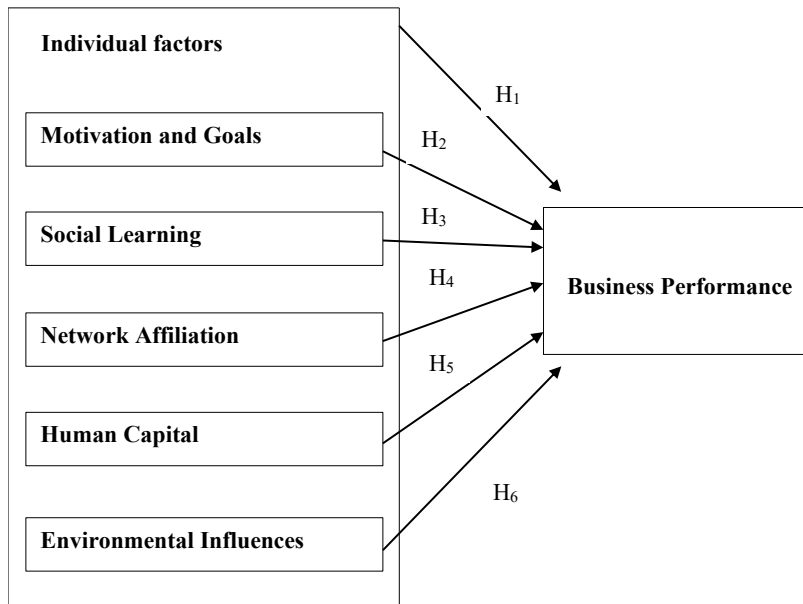 Individual factors
H₁
Motivation and Goals
H₂
Social Learning
H₃
Business Performance
H₄
Network Affiliation
H₅
Human Capital
H₆
Environmental Influences